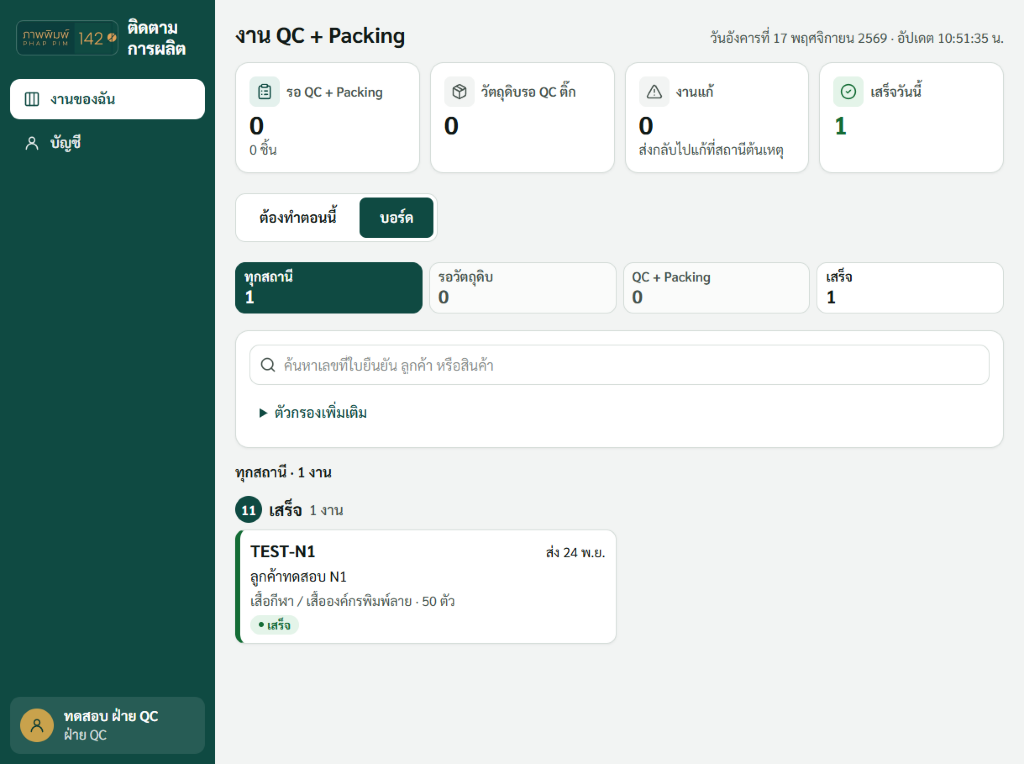 ภาพพิมพ์
PHAP PIM
142
ติดตาม
การผลิต
งานของฉัน
บัญชี
ทดสอบ ฝ่าย QC
ฝ่าย QC
งาน QC + Packing
วันอังคารที่ 17 พฤศจิกายน 2569 · อัปเดต 10:51:35 น.
รอ QC + Packing
0
0 ชิ้น
วัตถุดิบรอ QC ติ๊ก
0
งานแก้
0
ส่งกลับไปแก้ที่สถานีต้นเหตุ
เสร็จวันนี้
1
ต้องทำตอนนี้
บอร์ด
ทุกสถานี
1
รอวัตถุดิบ
0
QC + Packing
0
เสร็จ
1
ค้นหาเลขที่ใบยืนยัน ลูกค้า หรือสินค้า
ตัวกรองเพิ่มเติม
ทุกสถานี · 1 งาน
11 เสร็จ 1 งาน
TEST-N1 ส่ง 24 พ.ย.
ลูกค้าทดสอบ N1
เสื้อกีฬา / เสื้อองค์กรพิมพ์ลาย · 50 ตัว
เสร็จ